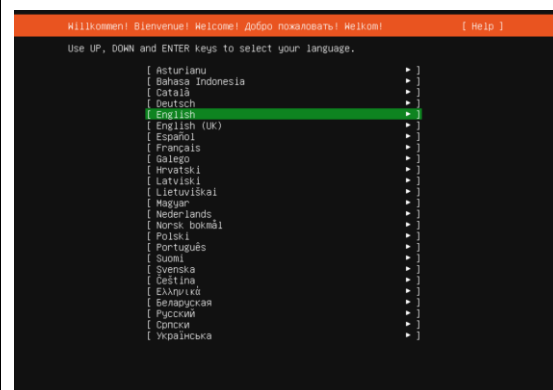 Willkommen! Bienvenue! Welcome! Добро пожаловать! Welkom! [ Help ]
Use UP, DOWN and ENTER keys to select your language.
[ Asturianu ► ]
[ Bahasa Indonesia ► ]
[ Català ► ]
[ Deutsch ► ]
[ English ► ]
[ English (UK) ► ]
[ Español ► ]
[ Français ► ]
[ Galego ► ]
[ Hrvatski ► ]
[ Latviski ► ]
[ Lietuviškai ► ]
[ Magyar ► ]
[ Nederlands ► ]
[ Norsk bokmål ► ]
[ Polski ► ]
[ Português ► ]
[ Suomi ► ]
[ Svenska ► ]
[ Čeština ► ]
[ Ελληνικά ► ]
[ Беларуская ► ]
[ Русский ► ]
[ Српски ► ]
[ Українська ► ]